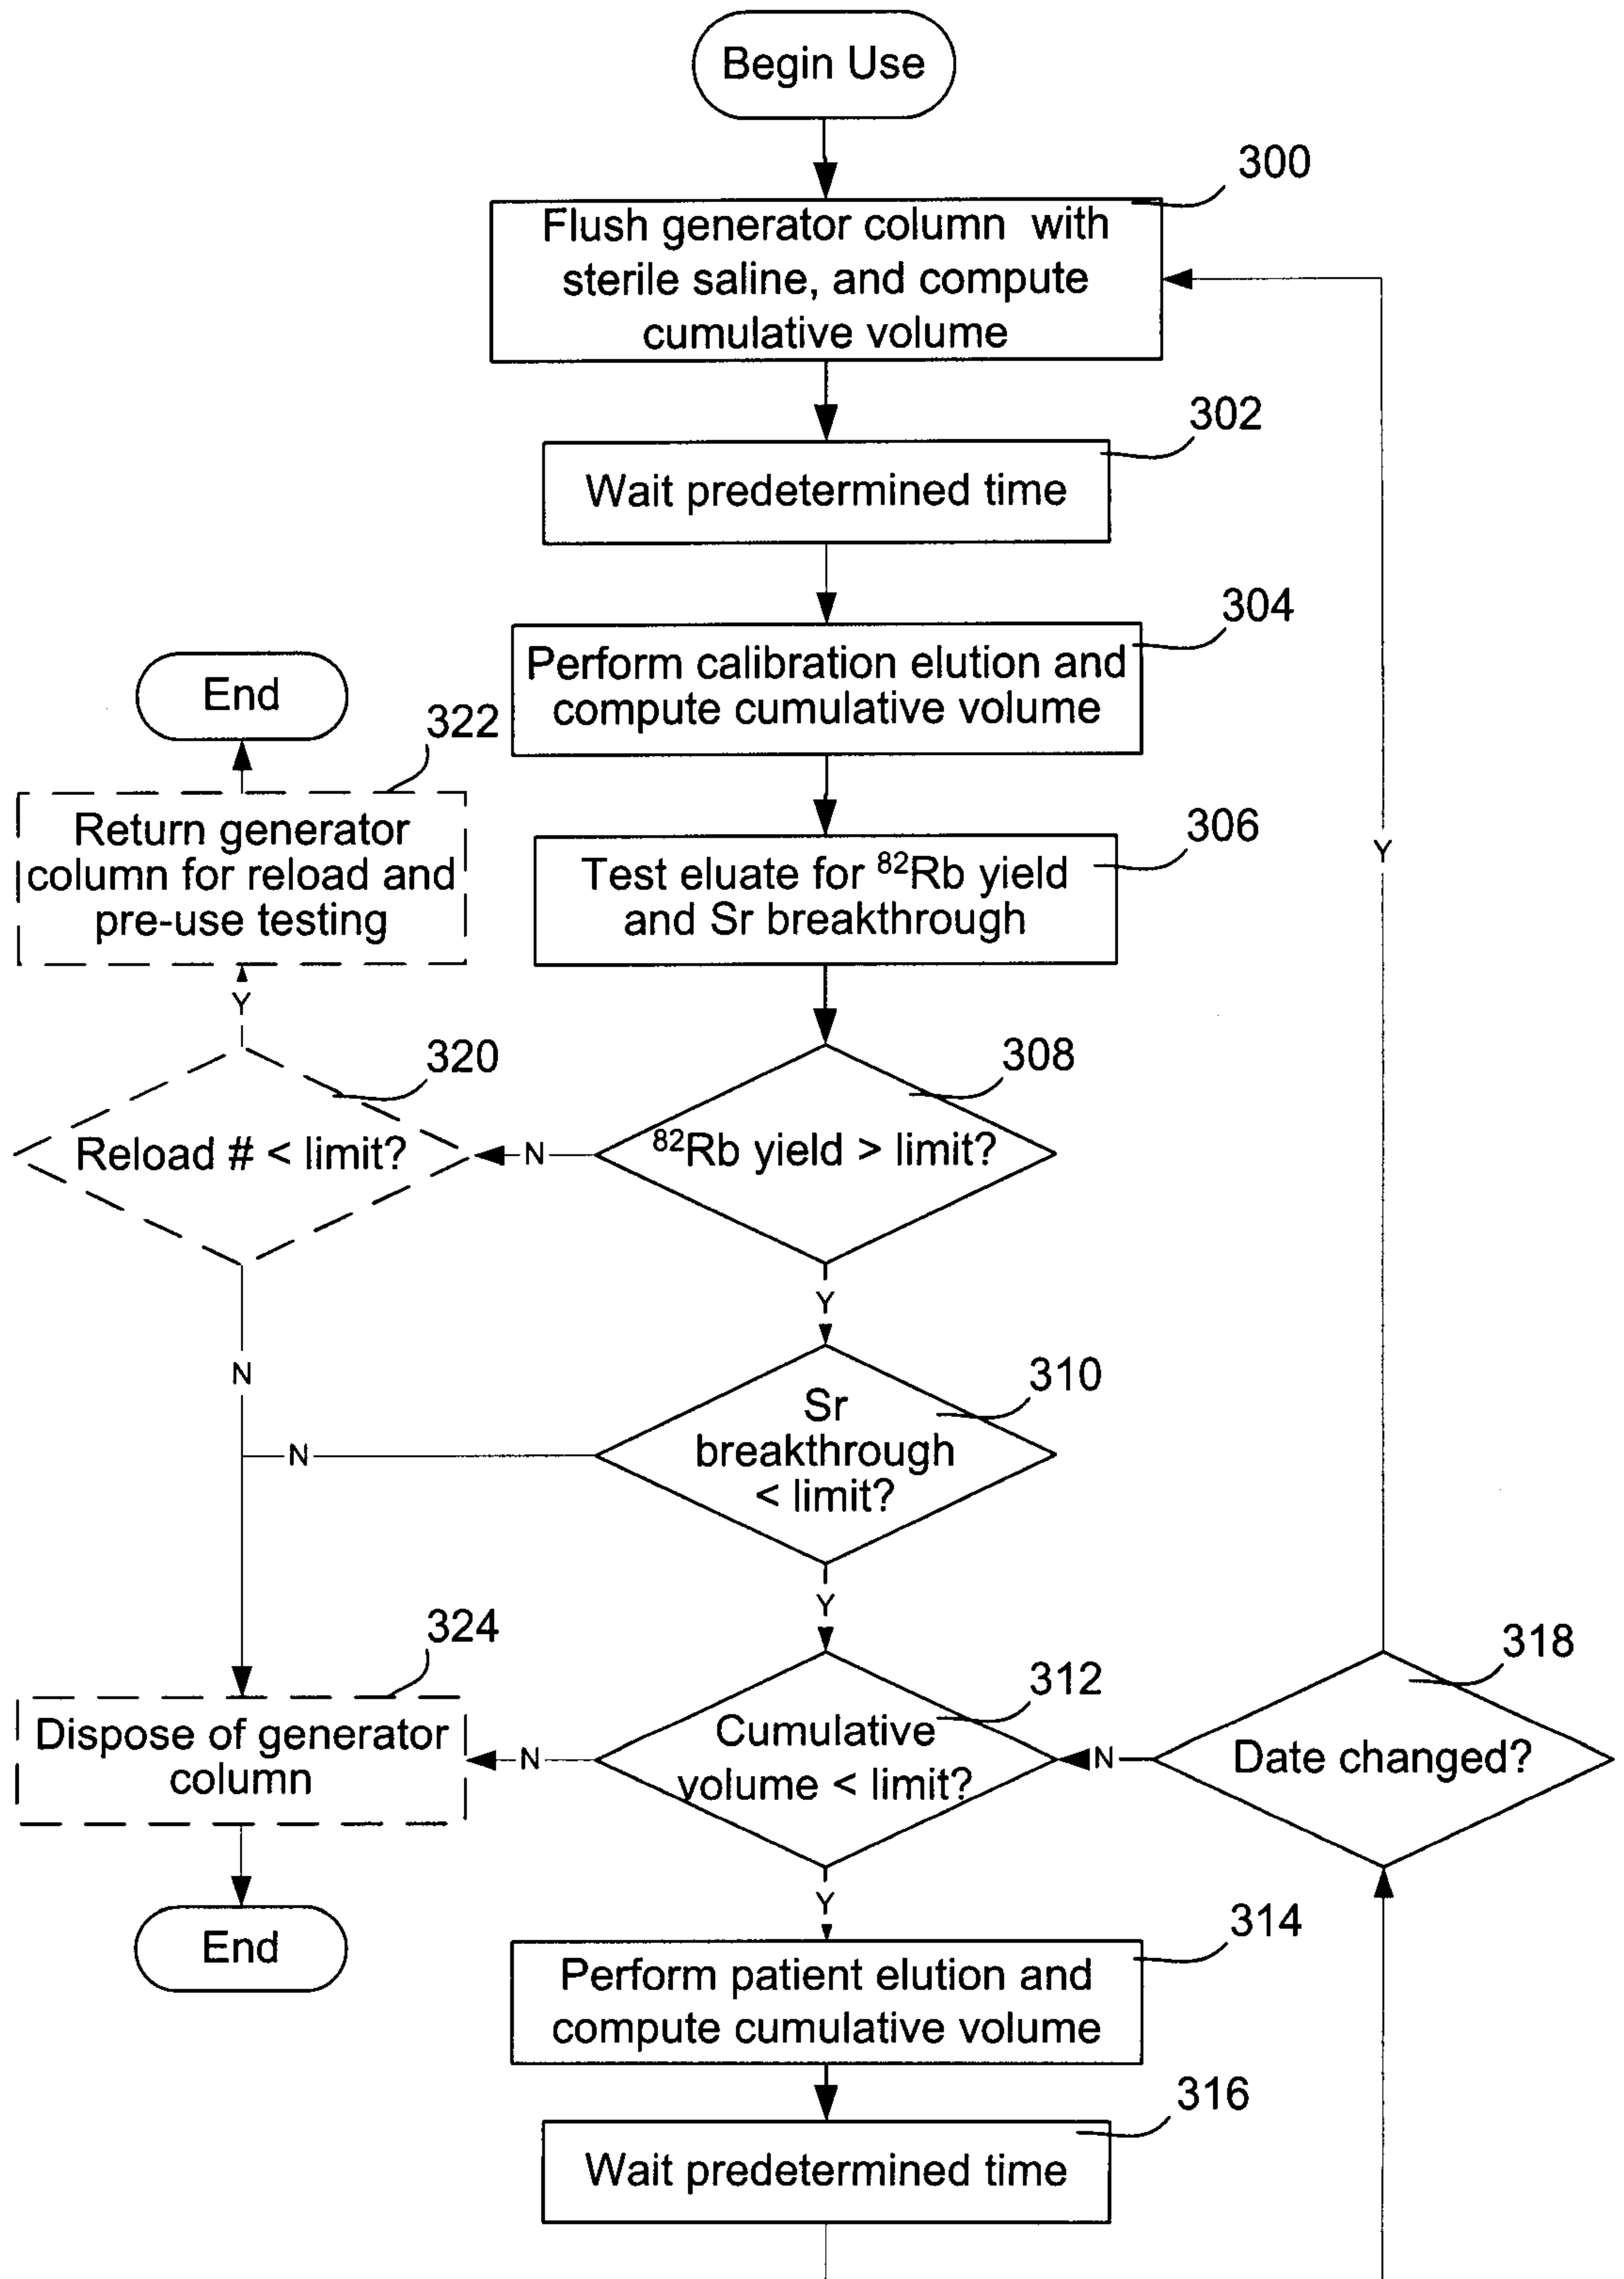 Begin Use
300
Flush generator column with
sterile saline, and compute
cumulative volume
302
Wait predetermined time
304
Perform calibration elution and
compute cumulative volume
End
322
Return generator
column for reload and
pre-use testing
306
Test eluate for ⁸²Rb yield
and Sr breakthrough
Y
Y
320
Reload # < limit?
N
308
⁸²Rb yield > limit?
Y
N
310
Sr
breakthrough
< limit?
N
Y
324
Dispose of generator
column
N
312
Cumulative
volume < limit?
N
318
Date changed?
Y
End
314
Perform patient elution and
compute cumulative volume
316
Wait predetermined time